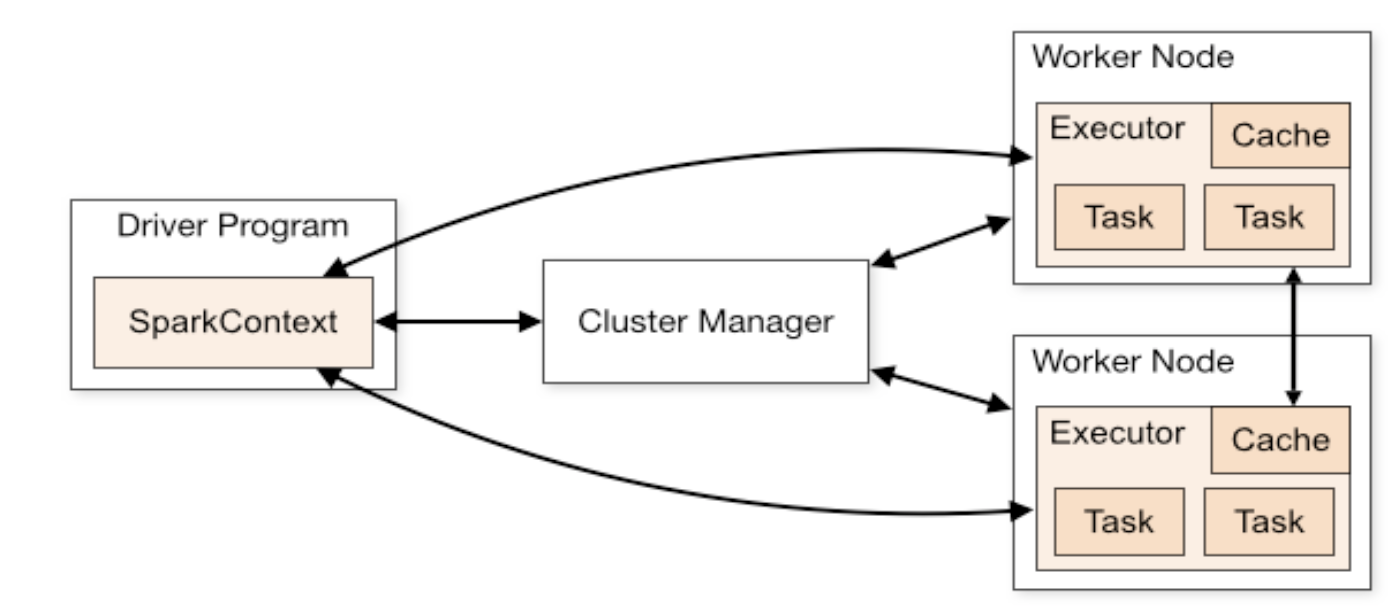 Driver Program
SparkContext
Cluster Manager
Worker Node
Executor
Cache
Task
Task
Worker Node
Executor
Cache
Task
Task